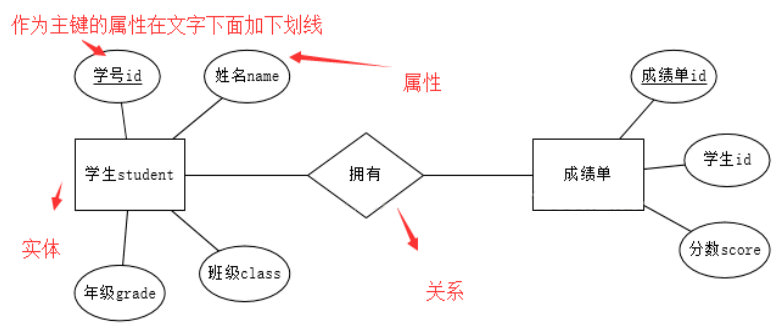 作为主键的属性在文字下面加下划线
学号id
姓名name
属性
成绩单id
学生student
拥有
成绩单
学生id
实体
年级grade
班级class
关系
分数score